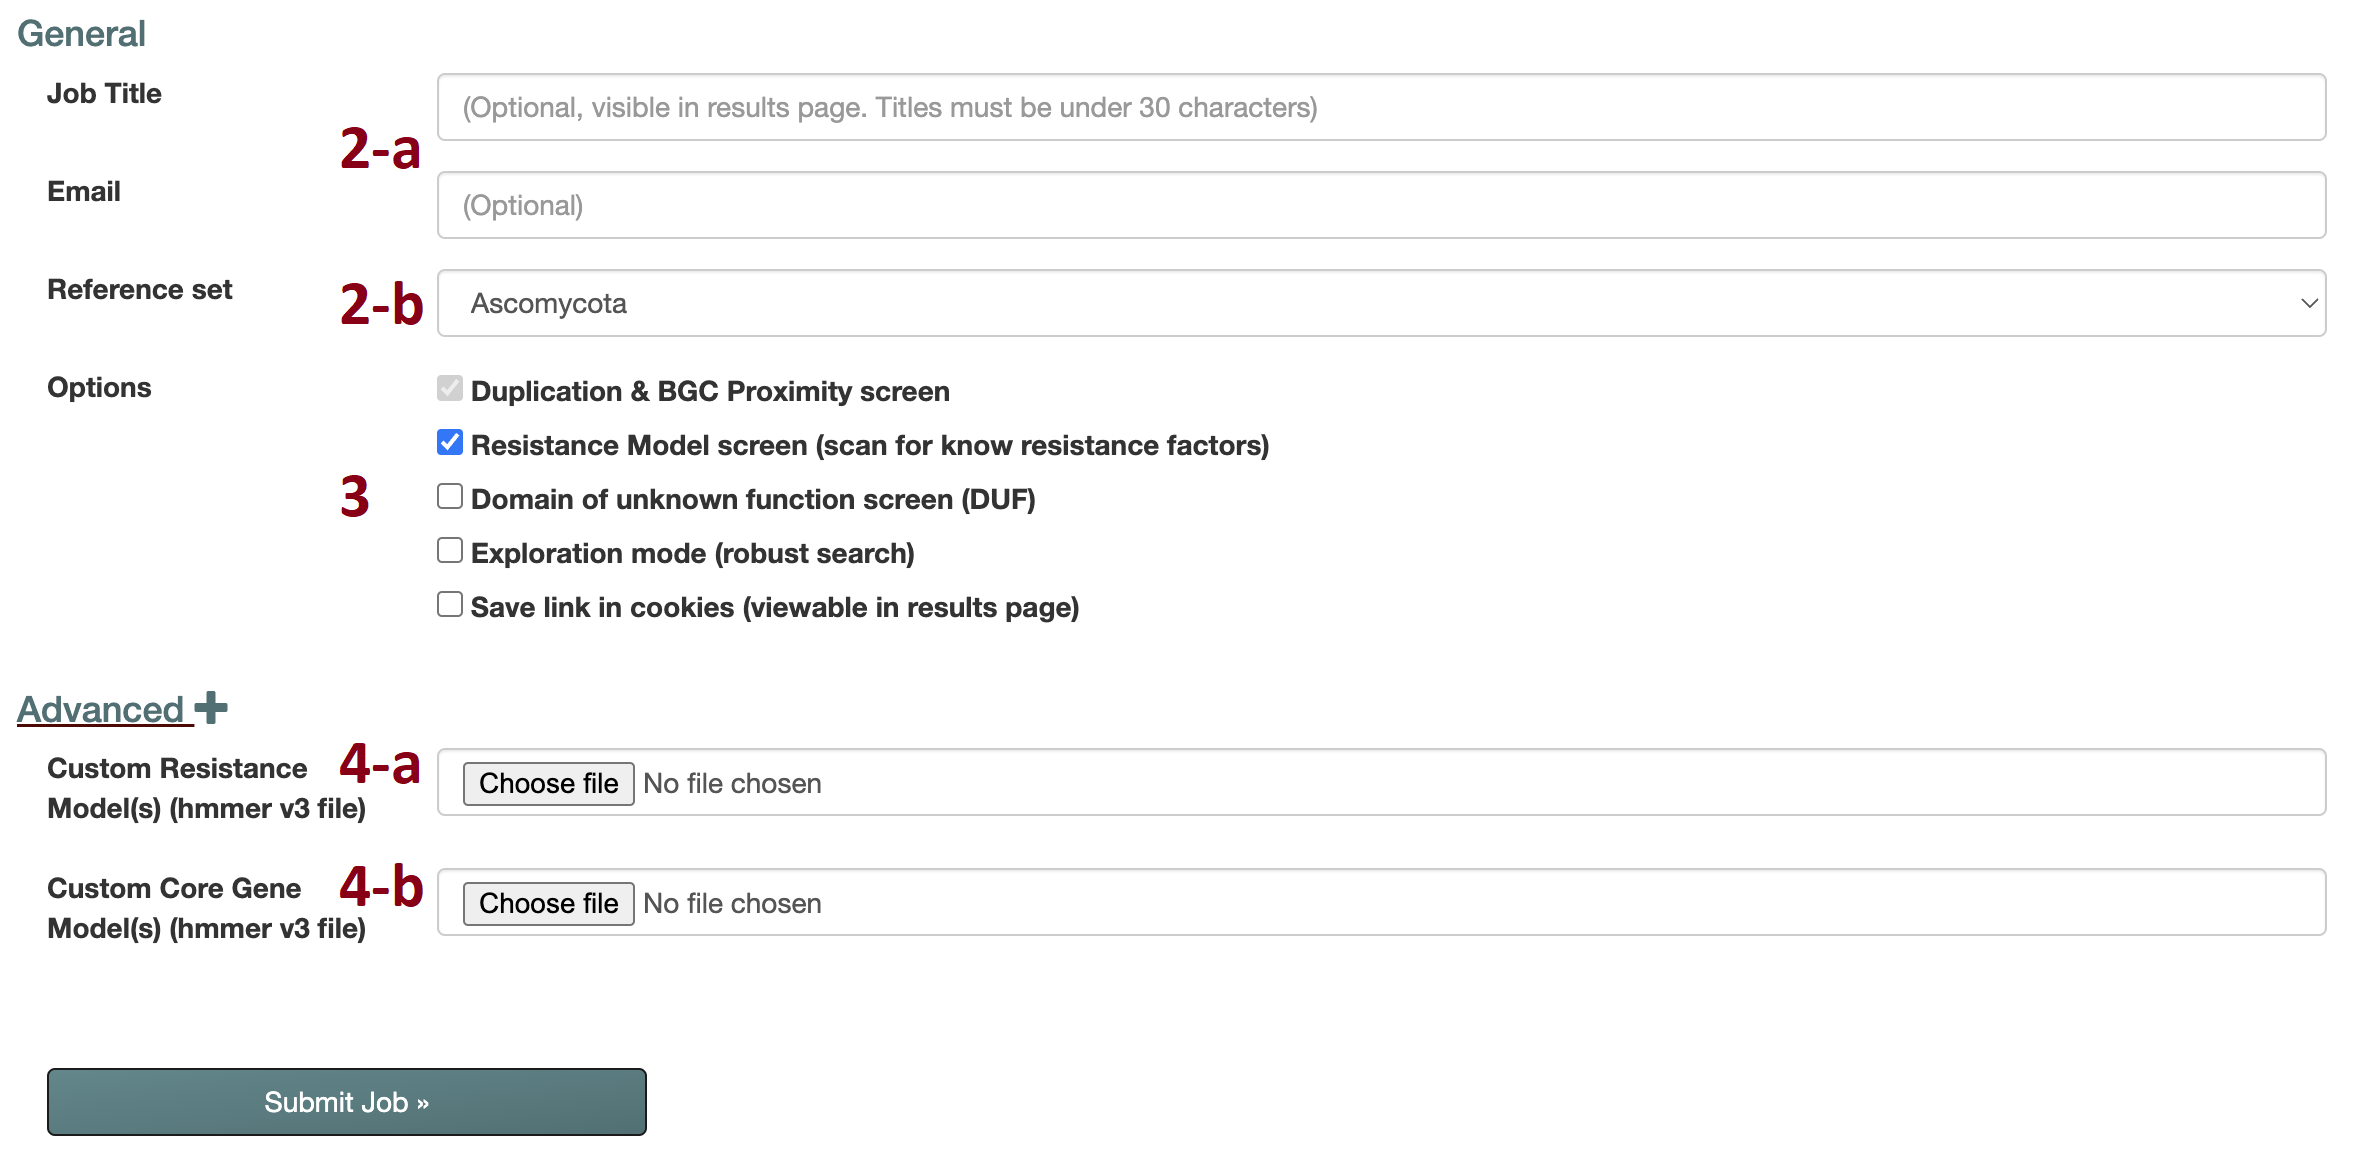 General
Job Title
(Optional, visible in results page. Titles must be under 30 characters)
2-a
Email
(Optional)
Reference set
2-b
Ascomycota
Options
Duplication & BGC Proximity screen
Resistance Model screen (scan for know resistance factors)
3
Domain of unknown function screen (DUF)
Exploration mode (robust search)
Save link in cookies (viewable in results page)
Advanced
Custom Resistance
Model(s) (hmmer v3 file)
4-a
Choose file No file chosen
Custom Core Gene
Model(s) (hmmer v3 file)
4-b
Choose file No file chosen
Submit Job »